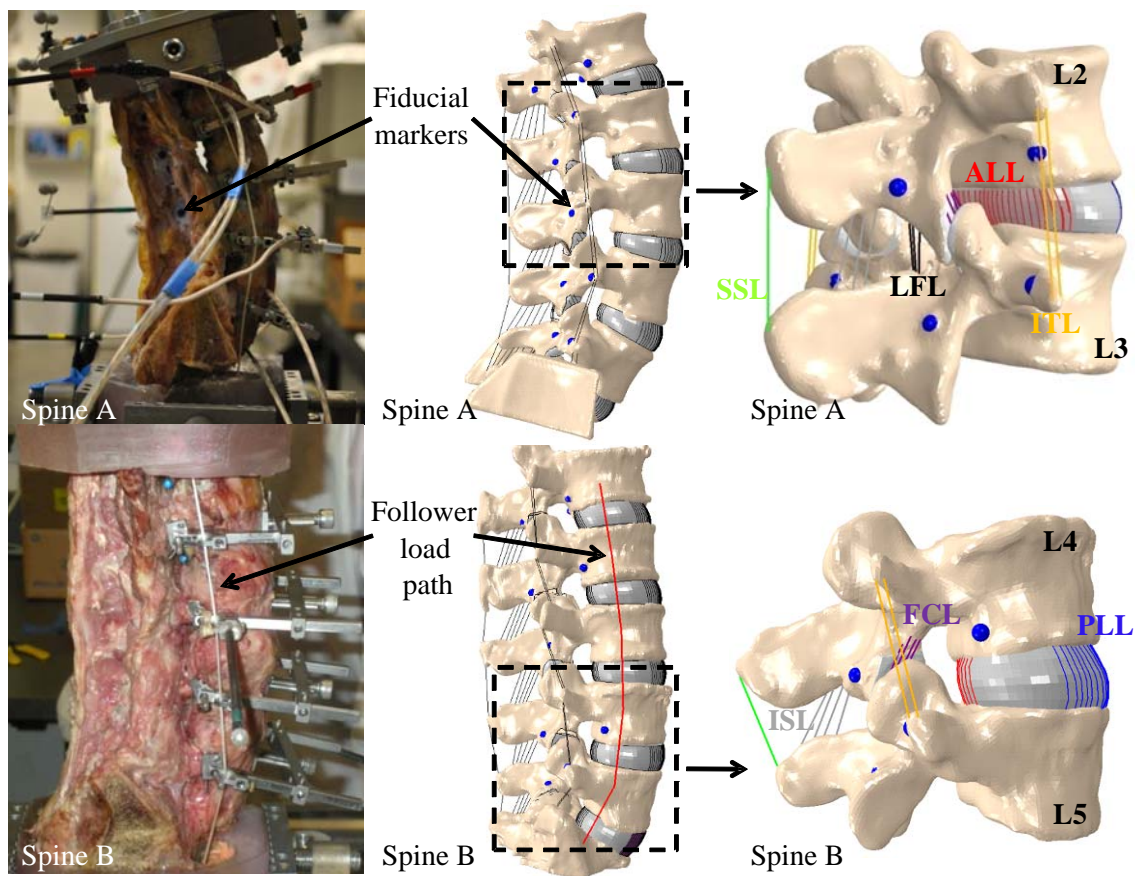 Fiducial
markers
L2
ALL
SSL
LFL
ITL
L3
Spine A
Spine A
Spine A
Follower
load
path
L4
FCL
PLL
ISL
L5
Spine B
Spine B
Spine B